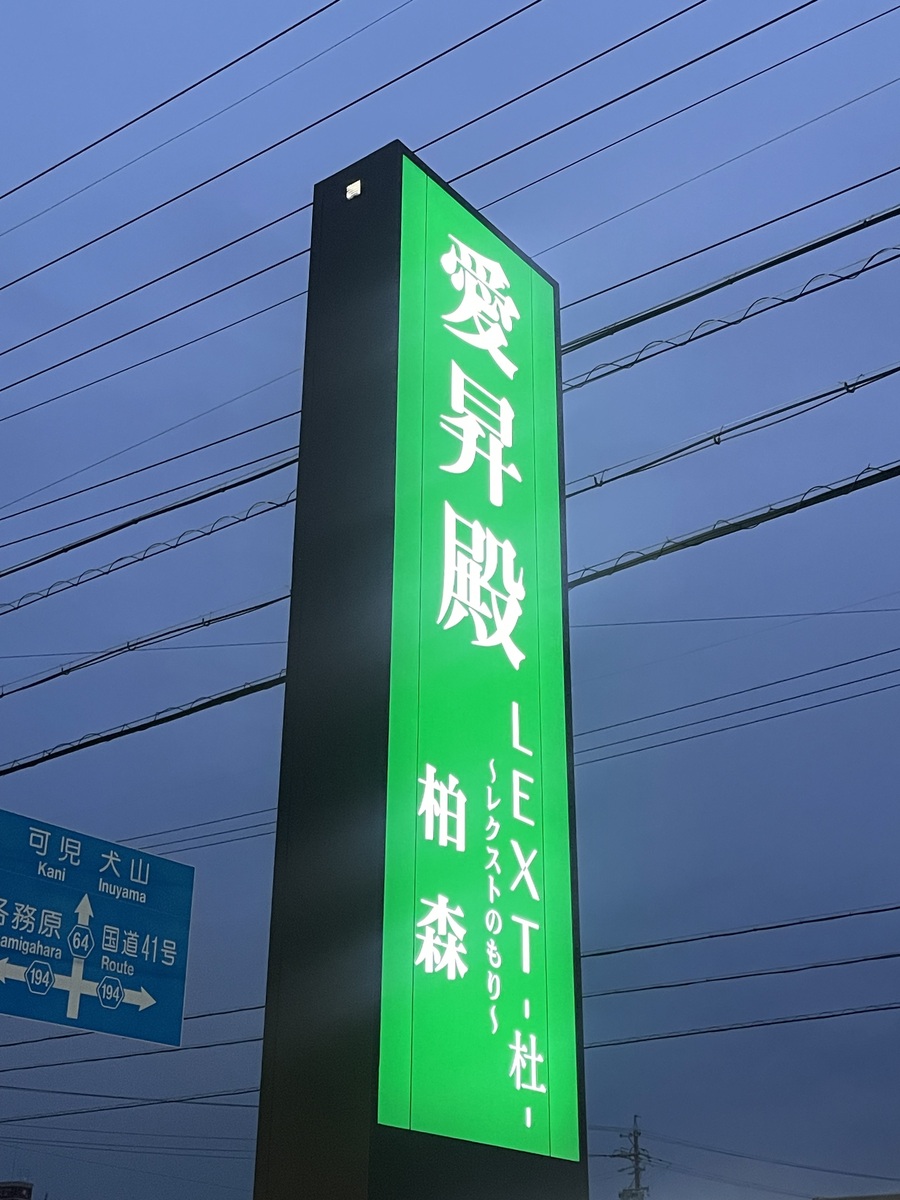 愛昇殿
LEXT-杜-
~レクストのもり~
柏森
可児 犬山
Kani Inuyama
各務原 国道41号
amigahara Route
64
194 194